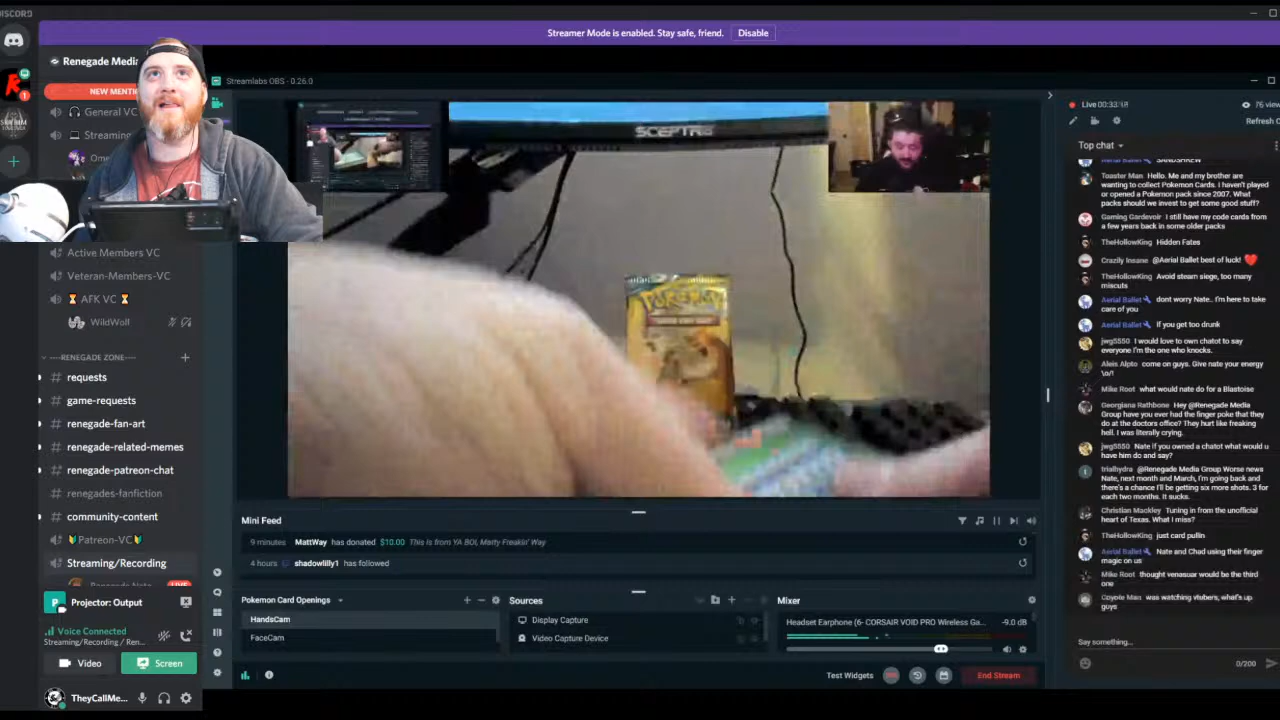 DISCORD
Streamer Mode is enabled. Stay safe, friend. Disable
Renegade Media
NEW MENTI
General VC
Streaming
Ome
Active Members VC
Veteran-Members-VC
AFK VC
WildWolf
----RENEGADE ZONE----
requests
game-requests
renegade-fan-art
renegade-related-memes
renegade-patreon-chat
renegades-fanfiction
community-content
Patreon-VC
Streaming/Recording
LIVE
P Projector: Output
Voice Connected
Streaming/Recording / Ren...
Video Screen
TheyCallMe...
Streamlabs OBS - 0.26.0
SCEPTRE
POKEMON
Mini Feed
9 minutes MattWay has donated $10.00 This is from YA BOI, Matty Freakin' Way
4 hours shadowlilly1 has followed
Pokemon Card Openings
HandsCam
FaceCam
Sources
Display Capture
Video Capture Device
Mixer
Headset Earphone (6- CORSAIR VOID PRO Wireless Ga... -9.0 dB
Test Widgets End Stream
Live 76 view
Refresh C
Top chat
Aerial Ballet SANDSHREW
Toaster Man Hello. Me and my brother are
wanting to collect Pokemon Cards. I haven't played
or opened a Pokemon pack since 2007. What
packs should we invest to get some good stuff?
Gaming Gardevoir I still have my code cards from
a few years back in some older packs
TheHollowKing Hidden Fates
Crazily Insane @Aerial Ballet best of luck!
TheHollowKing Avoid steam siege, too many
miscuts
Aerial Ballet dont worry Nate.. I'm here to take
care of you
Aerial Ballet If you get too drunk
jwg5550 I would love to own chatot to say
everyone I'm the one who knocks.
Aleis Alpto come on guys. Give nate your energy
\o/!
Mike Root what would nate do for a Blastoise
Georgiana Rathbone Hey @Renegade Media
Group have you ever had the finger poke that they
do at the doctors office? They hurt like freaking
hell. I was literally crying.
jwg5550 Nate if you owned a chatot what would u
have him do and say?
trialhydra @Renegade Media Group Worse news
Nate, next month and March, I'm going back and
there's a chance I'll be getting six more shots. 3 for
each two months. It sucks.
Christian Mackley Tuning in from the unofficial
heart of Texas. What I miss?
TheHollowKing just card pullin
Aerial Ballet Nate and Chad using their finger
magic on us
Mike Root thought venasuar would be the third
one
Coyote Man was watching vtubers, what's up
guys
Say something...
0/200